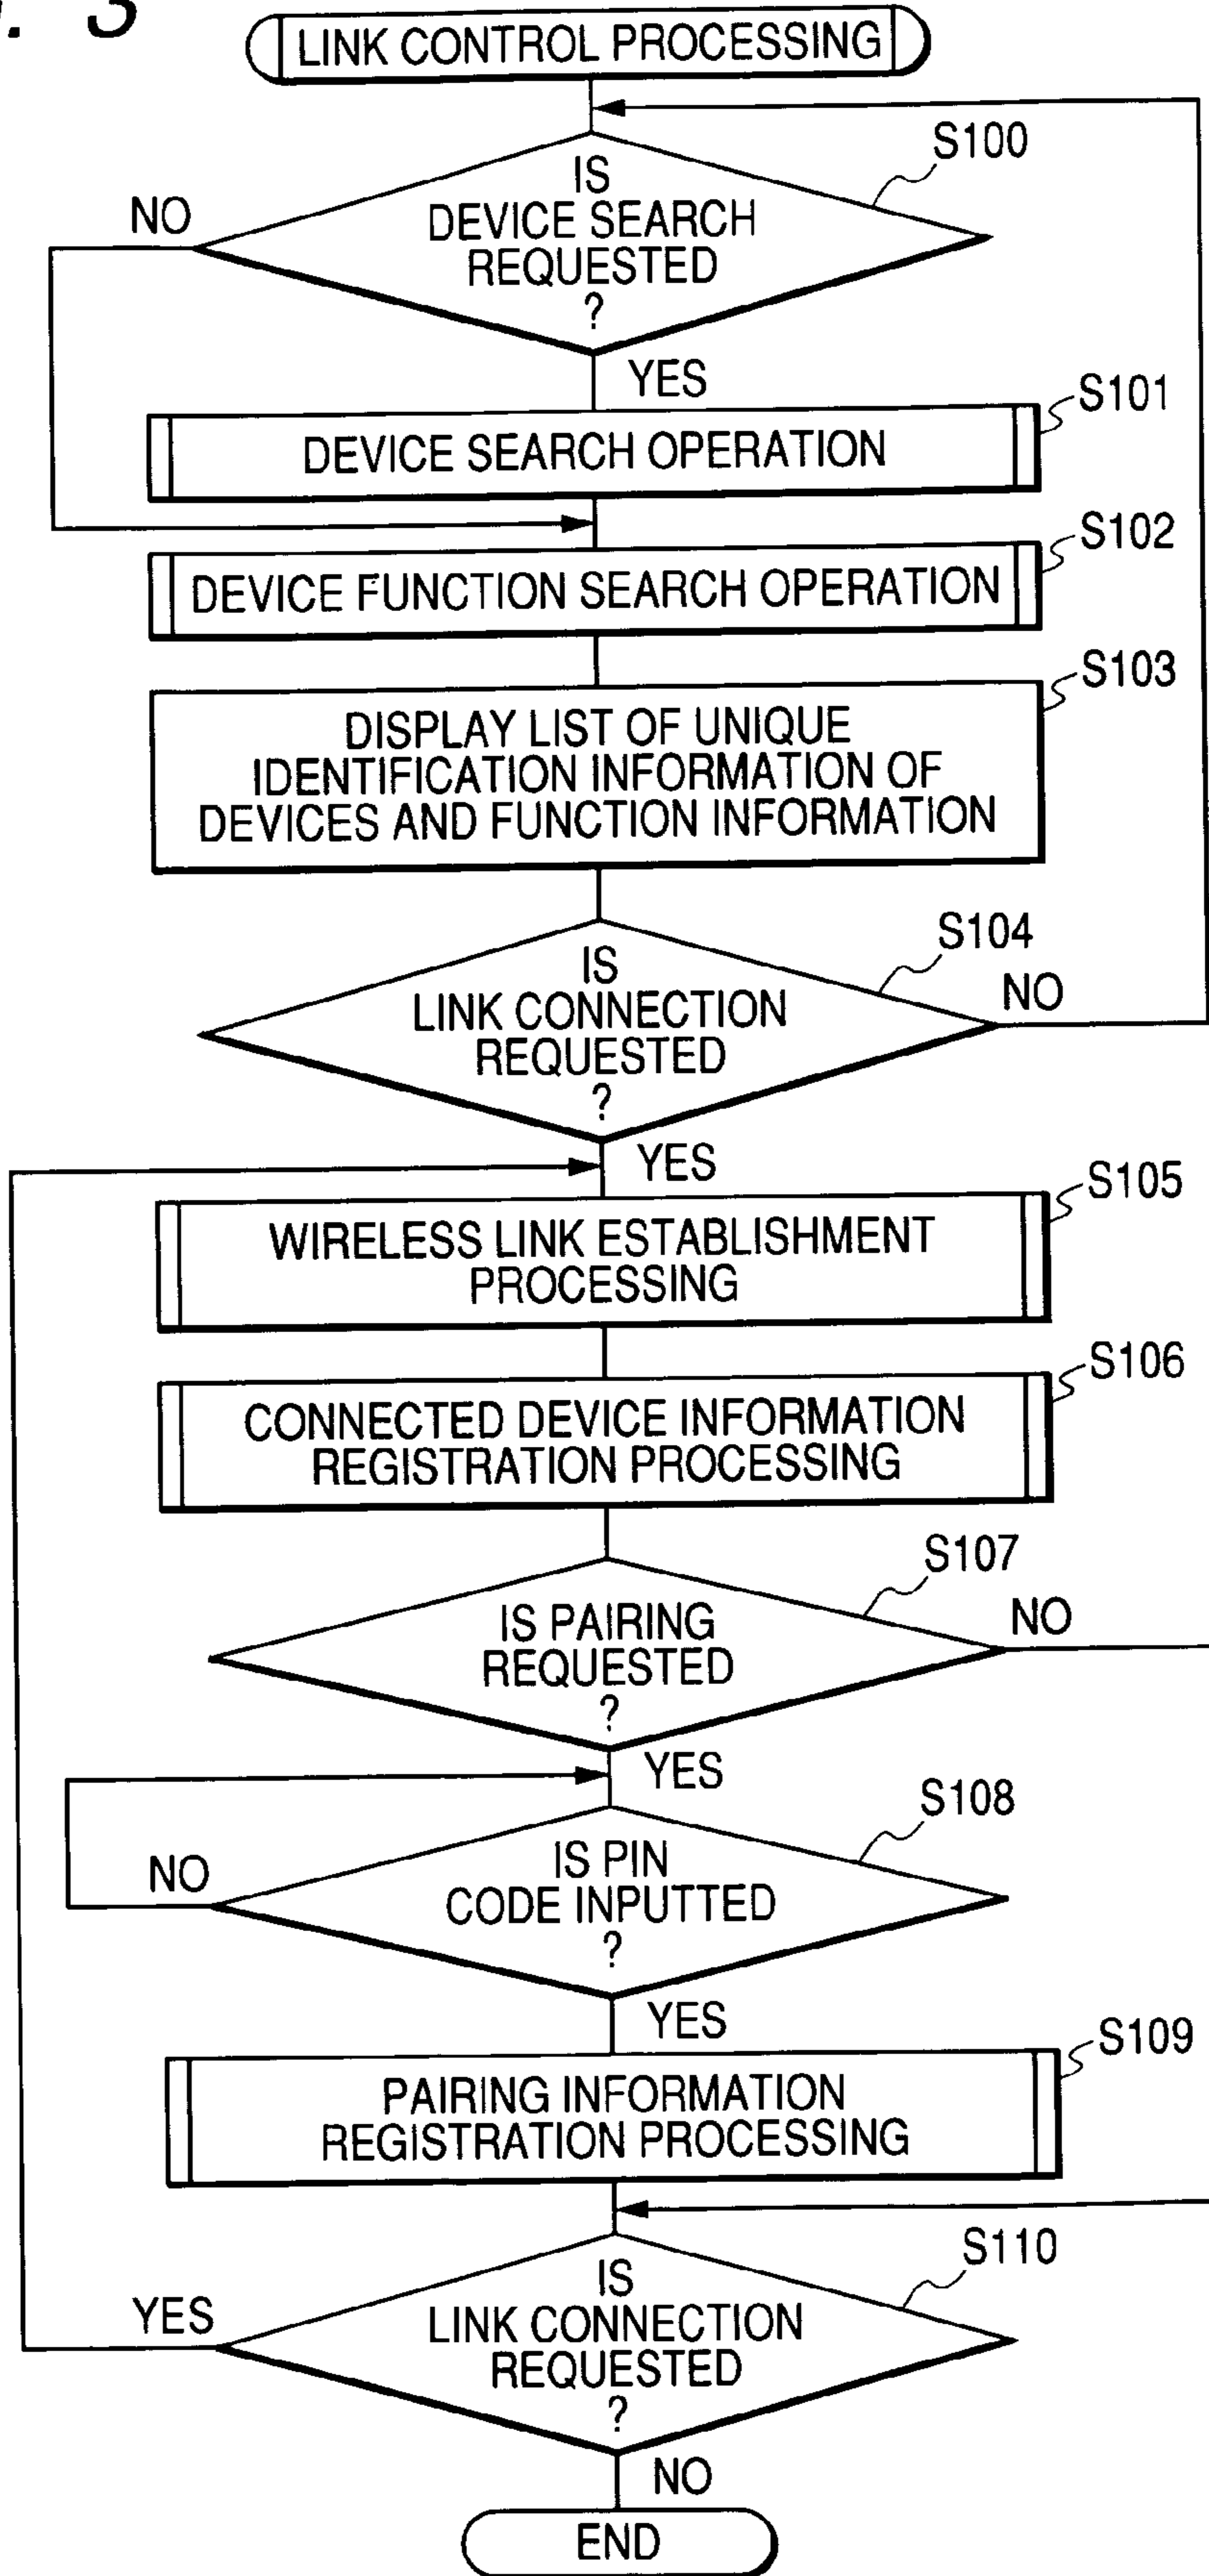 . 3
LINK CONTROL PROCESSING
S100
IS
DEVICE SEARCH
REQUESTED
?
NO
YES
S101
DEVICE SEARCH OPERATION
S102
DEVICE FUNCTION SEARCH OPERATION
S103
DISPLAY LIST OF UNIQUE
IDENTIFICATION INFORMATION OF
DEVICES AND FUNCTION INFORMATION
S104
IS
LINK CONNECTION
REQUESTED
?
NO
YES
S105
WIRELESS LINK ESTABLISHMENT
PROCESSING
S106
CONNECTED DEVICE INFORMATION
REGISTRATION PROCESSING
S107
IS PAIRING
REQUESTED
?
NO
YES
S108
IS PIN
CODE INPUTTED
?
NO
YES
S109
PAIRING INFORMATION
REGISTRATION PROCESSING
S110
IS
LINK CONNECTION
REQUESTED
?
YES
NO
END